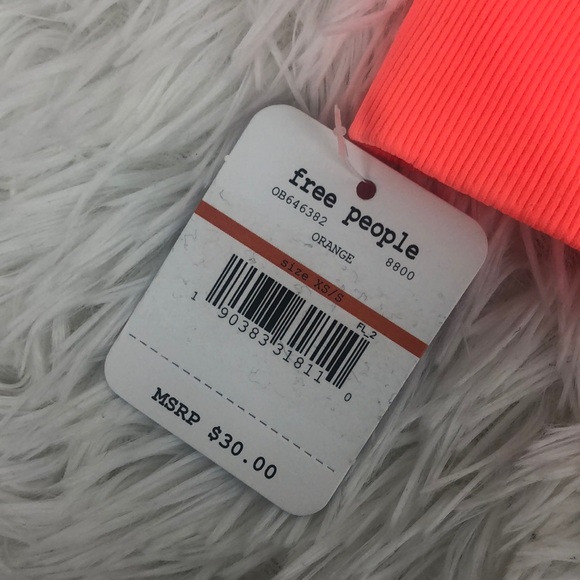 free people
OB646382
ORANGE 8800
size XS/S
FL_2
1 90383 31811 0
MSRP $30.00